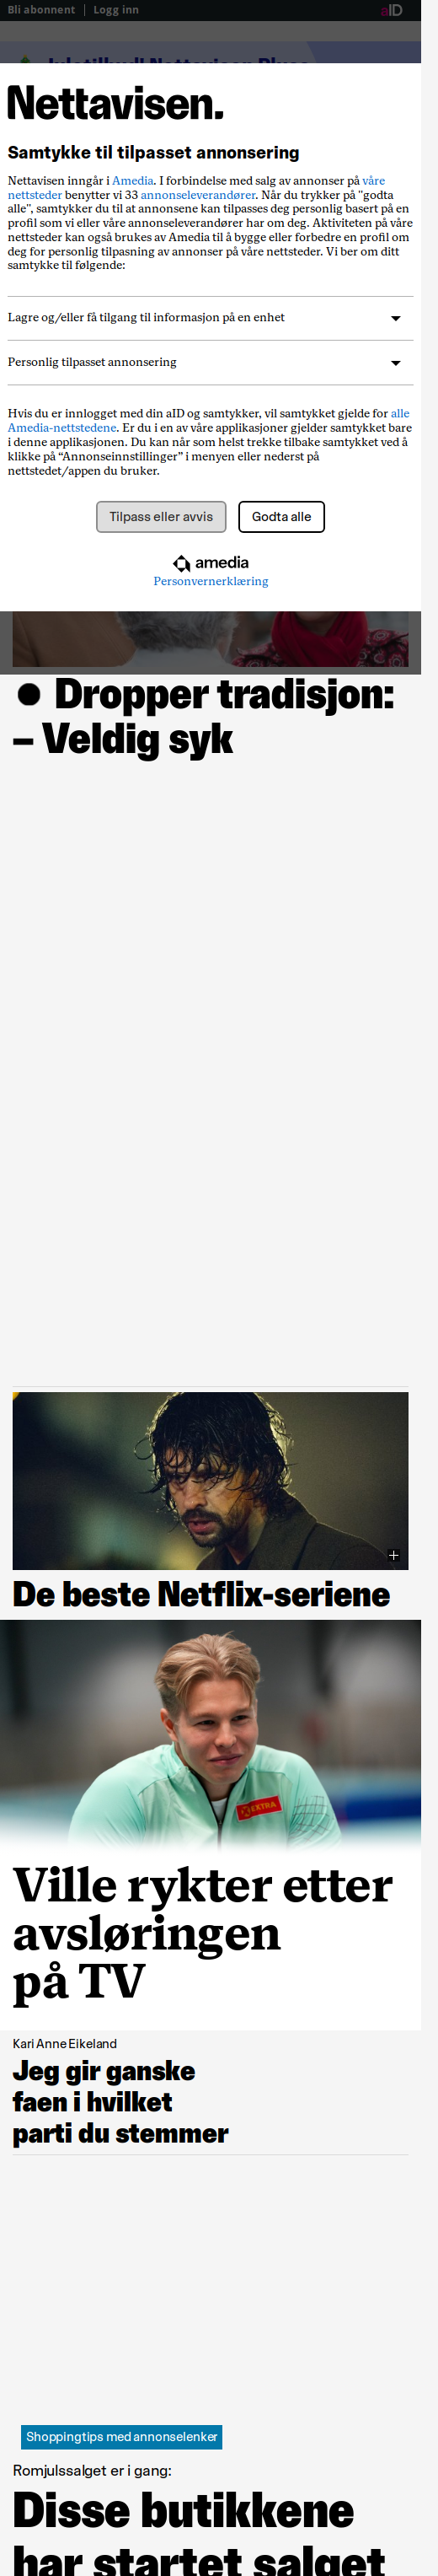 Bli abonnent | Logg inn aID
Nettavisen.
Samtykke til tilpasset annonsering
Nettavisen inngår i Amedia. I forbindelse med salg av annonser på våre
nettsteder benytter vi 33 annonseleverandører. Når du trykker på "godta
alle", samtykker du til at annonsene kan tilpasses deg personlig basert på en
profil som vi eller våre annonseleverandører har om deg. Aktiviteten på våre
nettsteder kan også brukes av Amedia til å bygge eller forbedre en profil om
deg for personlig tilpasning av annonser på våre nettsteder. Vi ber om ditt
samtykke til følgende:
Lagre og/eller få tilgang til informasjon på en enhet
Personlig tilpasset annonsering
Hvis du er innlogget med din aID og samtykker, vil samtykket gjelde for alle
Amedia-nettstedene. Er du i en av våre applikasjoner gjelder samtykket bare
i denne applikasjonen. Du kan når som helst trekke tilbake samtykket ved å
klikke på “Annonseinnstillinger” i menyen eller nederst på
nettstedet/appen du bruker.
Tilpass eller avvis Godta alle
amedia
Personvernerklæring
Dropper tradisjon:
– Veldig syk
De beste Netflix-seriene
EXTRA
Ville rykter etter
avsløringen
på TV
Kari Anne Eikeland
Jeg gir ganske
faen i hvilket
parti du stemmer
Shoppingtips med annonselenker
Romjulssalget er i gang:
Disse butikkene
har startet salget